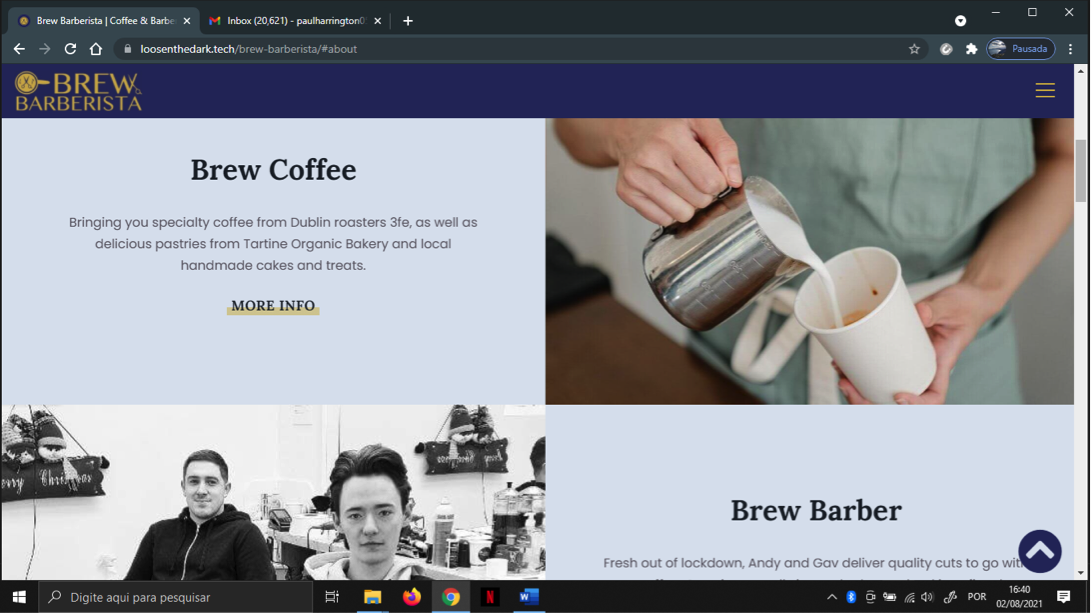 Brew Barberista | Coffee & Barbe
Inbox (20,621) - paulharrington0
loosenthedark.tech/brew-barberista/#about
Pausada
BREW
BARBERISTA
Brew Coffee
Bringing you specialty coffee from Dublin roasters 3fe, as well as
delicious pastries from Tartine Organic Bakery and local
handmade cakes and treats.
MORE INFO
Merry Christmas
Brew Barber
Fresh out of lockdown, Andy and Gav deliver quality cuts to go with
Digite aqui para pesquisar
POR
16:40
02/08/2021